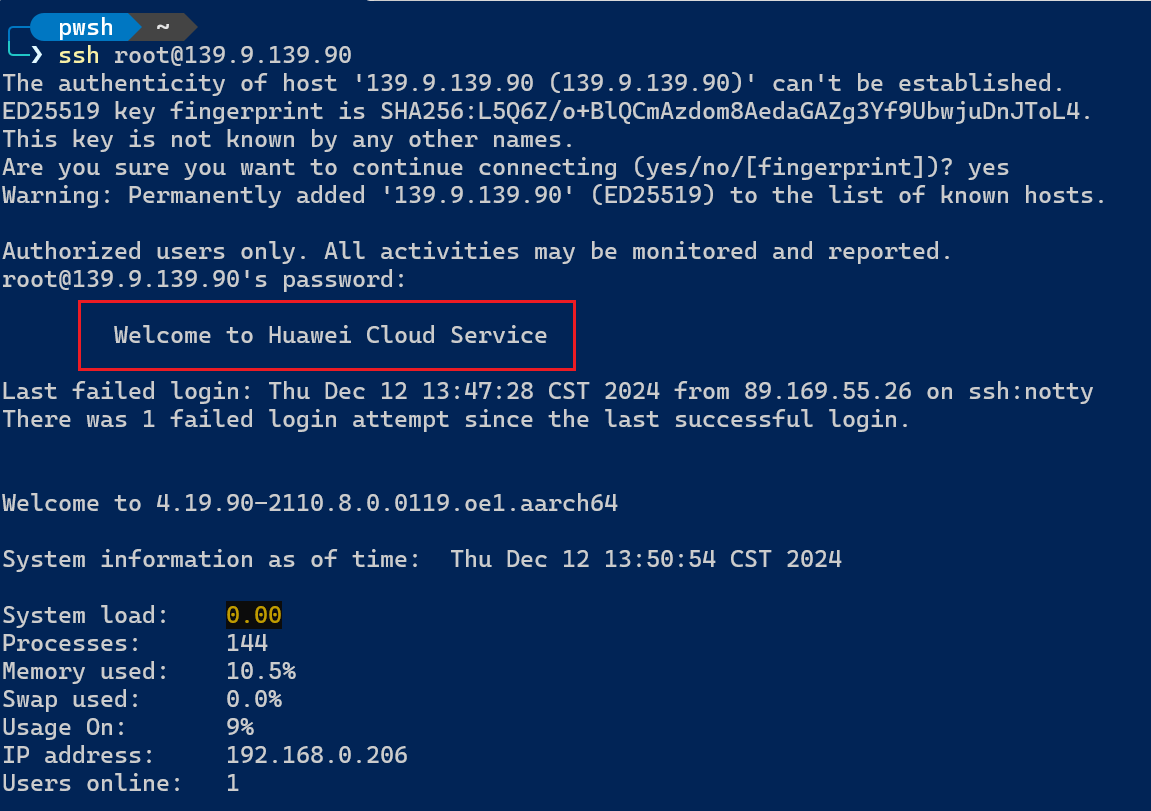 pwsh ~
❯ ssh root@139.9.139.90
The authenticity of host '139.9.139.90 (139.9.139.90)' can't be established.
ED25519 key fingerprint is SHA256:L5Q6Z/o+BlQCmAzdom8AedaGAZg3Yf9UbwjuDnJToL4.
This key is not known by any other names.
Are you sure you want to continue connecting (yes/no/[fingerprint])? yes
Warning: Permanently added '139.9.139.90' (ED25519) to the list of known hosts.
Authorized users only. All activities may be monitored and reported.
root@139.9.139.90's password:
Welcome to Huawei Cloud Service
Last failed login: Thu Dec 12 13:47:28 CST 2024 from 89.169.55.26 on ssh:notty
There was 1 failed login attempt since the last successful login.
Welcome to 4.19.90-2110.8.0.0119.oe1.aarch64
System information as of time: Thu Dec 12 13:50:54 CST 2024
System load: 0.00
Processes: 144
Memory used: 10.5%
Swap used: 0.0%
Usage On: 9%
IP address: 192.168.0.206
Users online: 1